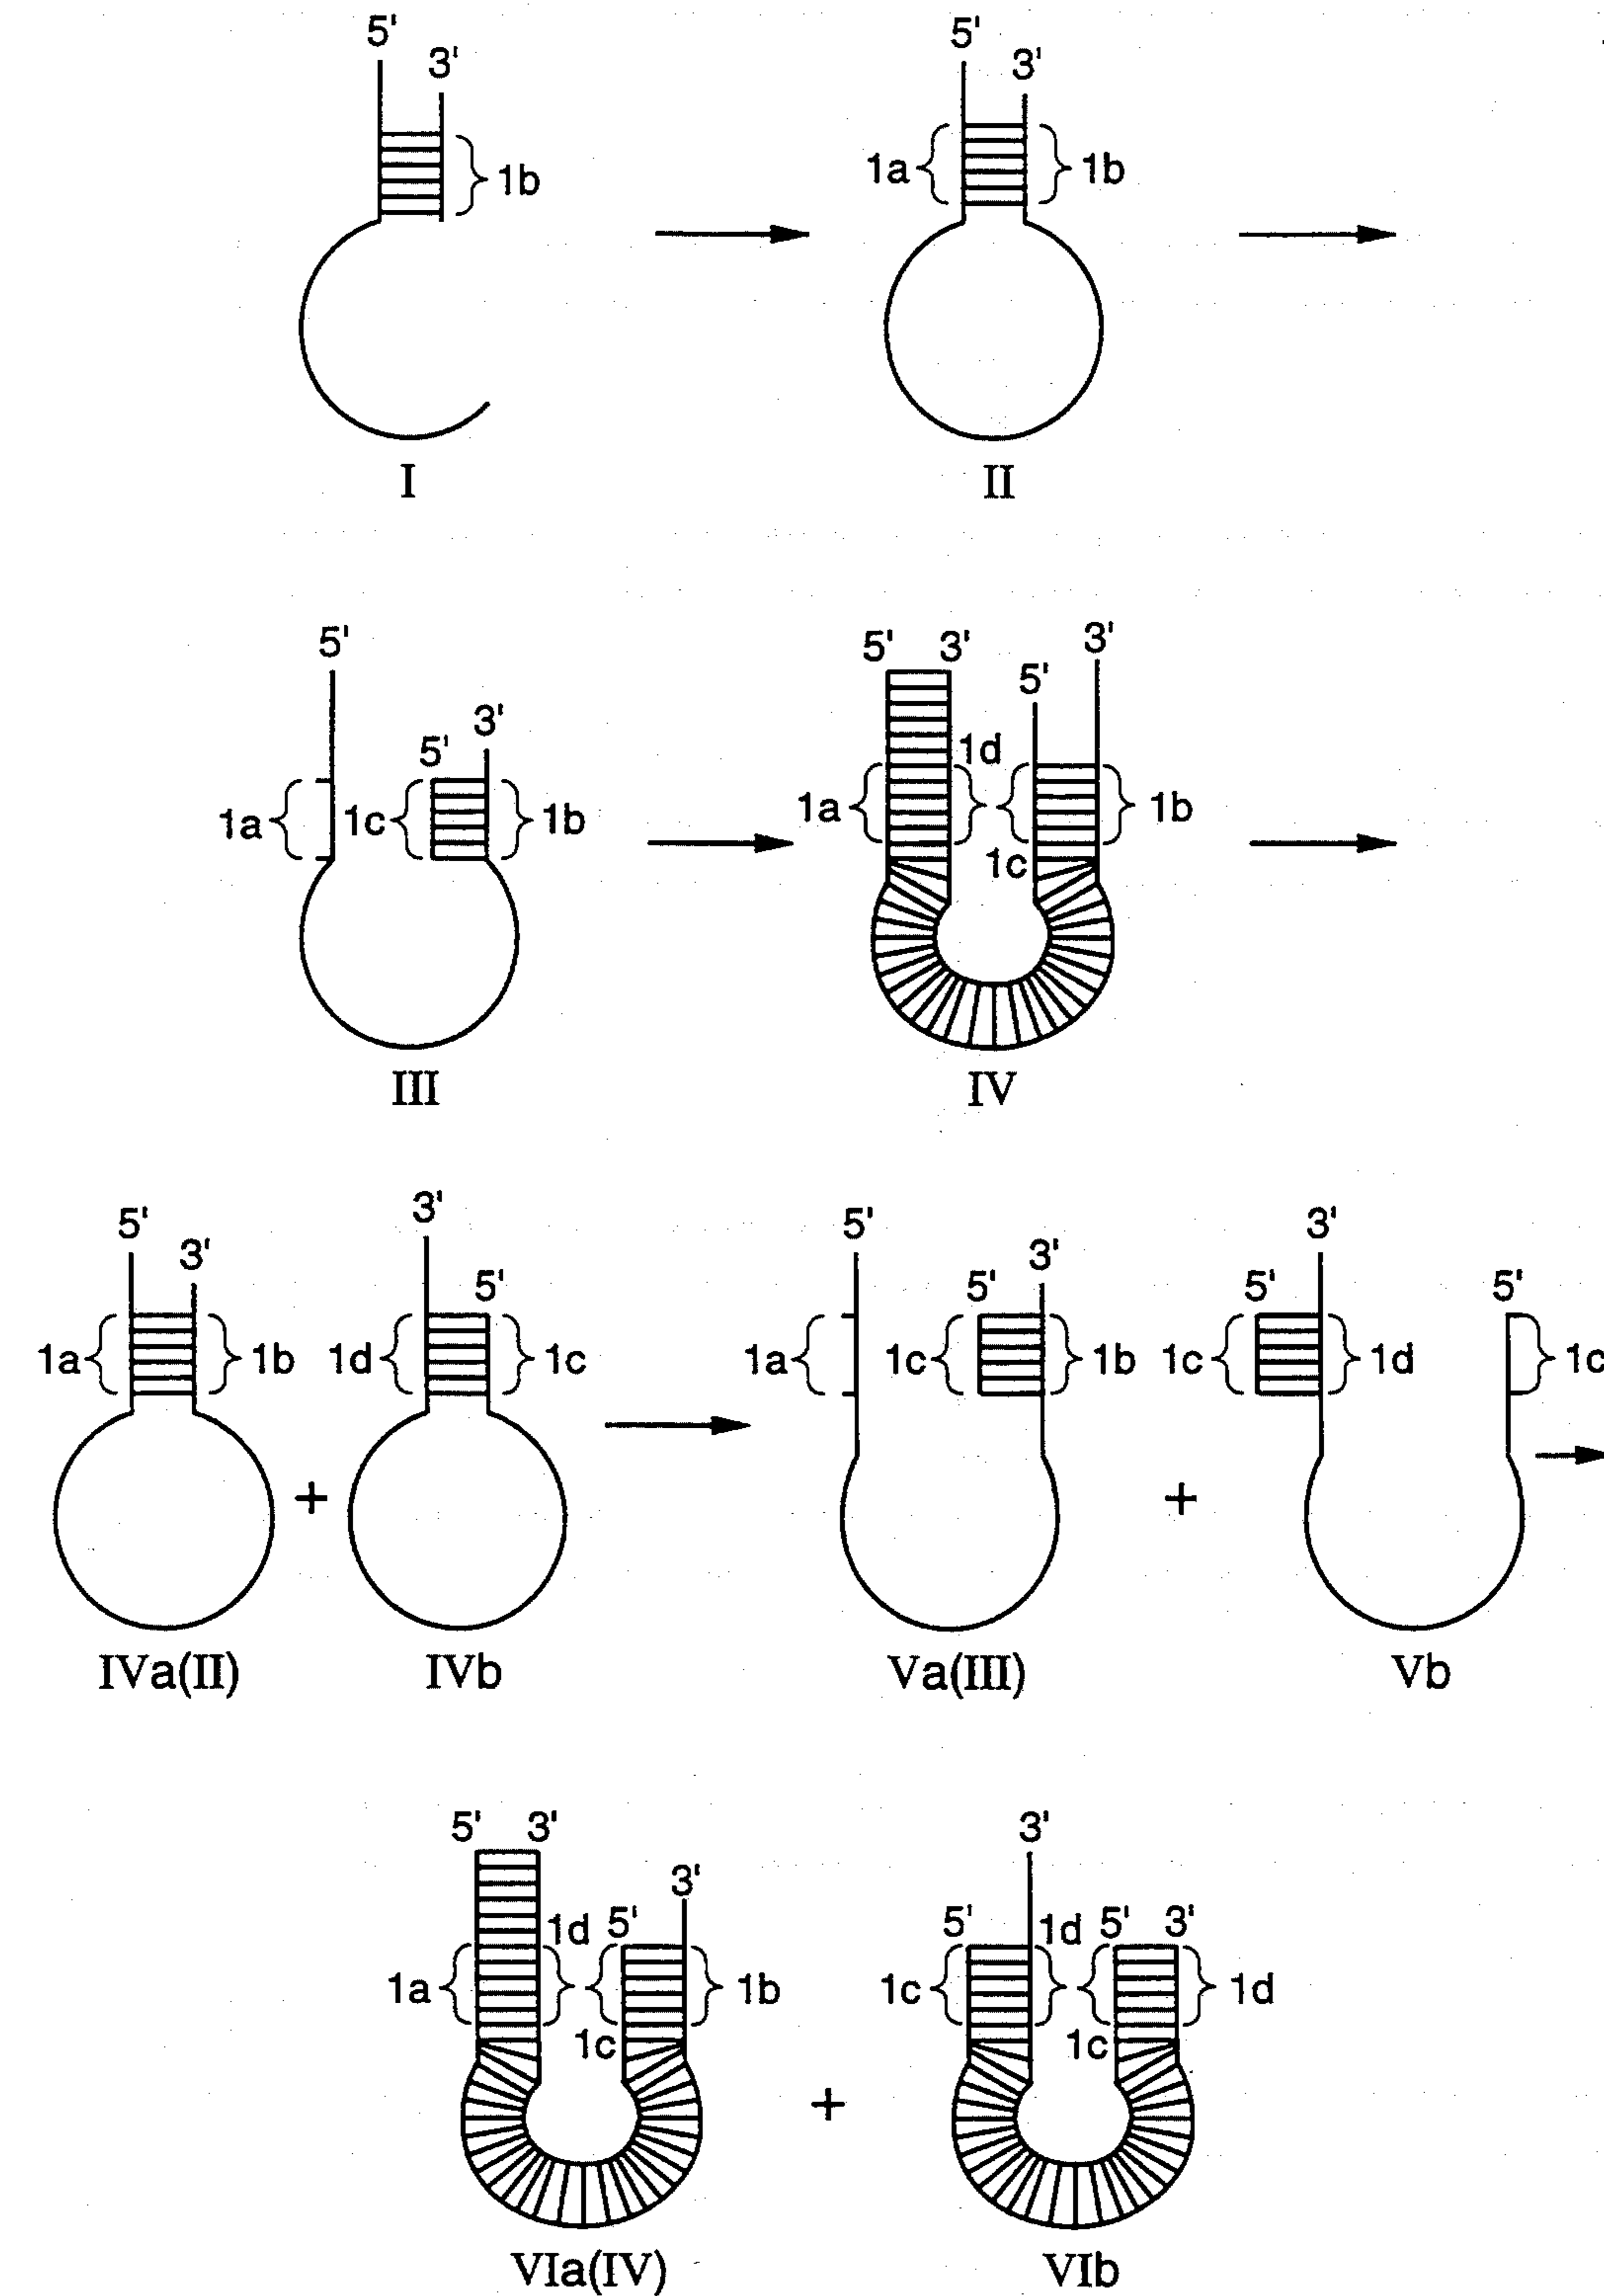 5' 3' 5' 3'
1b 1a 1b
I II
5' 5' 3' 5' 3'
3'
5'
1a 1c 1b 1d
1a 1b
1c
III IV
3'
5' 3' 5' 5' 3' 5' 3' 5'
1a 1b 1d 1c 1a 1c 1b 1c 1d 1c
+ +
IVa(II) IVb Va(III) Vb
5' 3' 3' 3'
1d 5' 5' 1d 5' 3'
1a 1b 1c 1d
1c 1c
+
VIa(IV) VIb